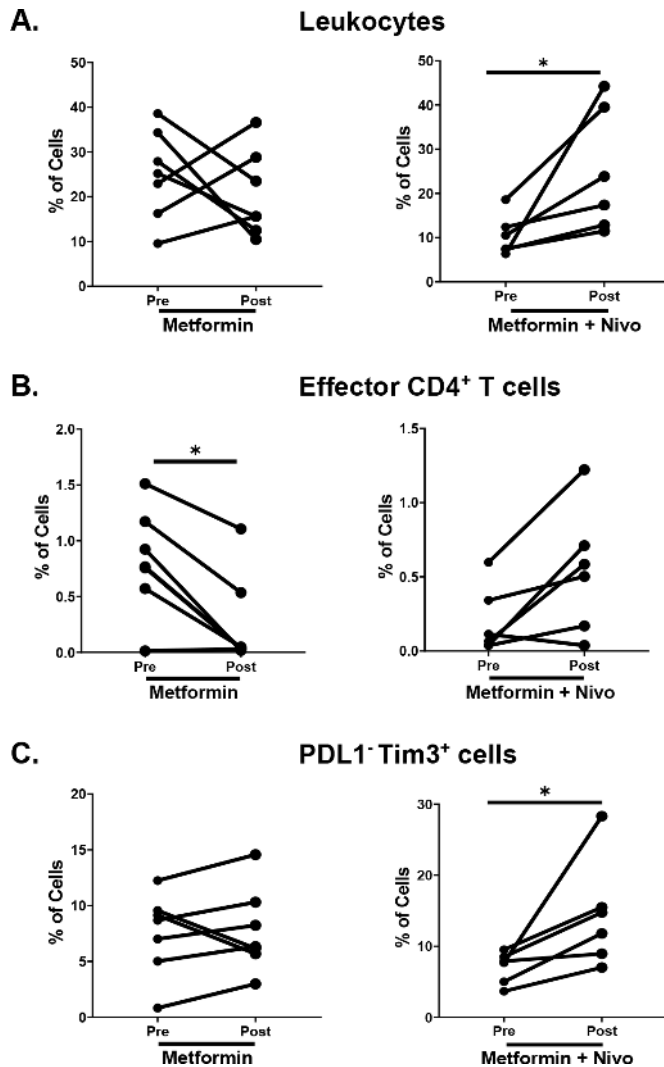 A. Leukocytes
% of Cells
50
40
30
20
10
0
Pre Post
Metformin
% of Cells
50
40
30
20
10
0
*
Pre Post
Metformin + Nivo
B. Effector CD4⁺ T cells
% of Cells
2.0
1.5
1.0
0.5
0.0
*
Pre Post
Metformin
% of Cells
1.5
1.0
0.5
0.0
Pre Post
Metformin + Nivo
C. PDL1⁻ Tim3⁺ cells
% of Cells
20
15
10
5
0
Pre Post
Metformin
% of Cells
30
20
10
0
*
Pre Post
Metformin + Nivo